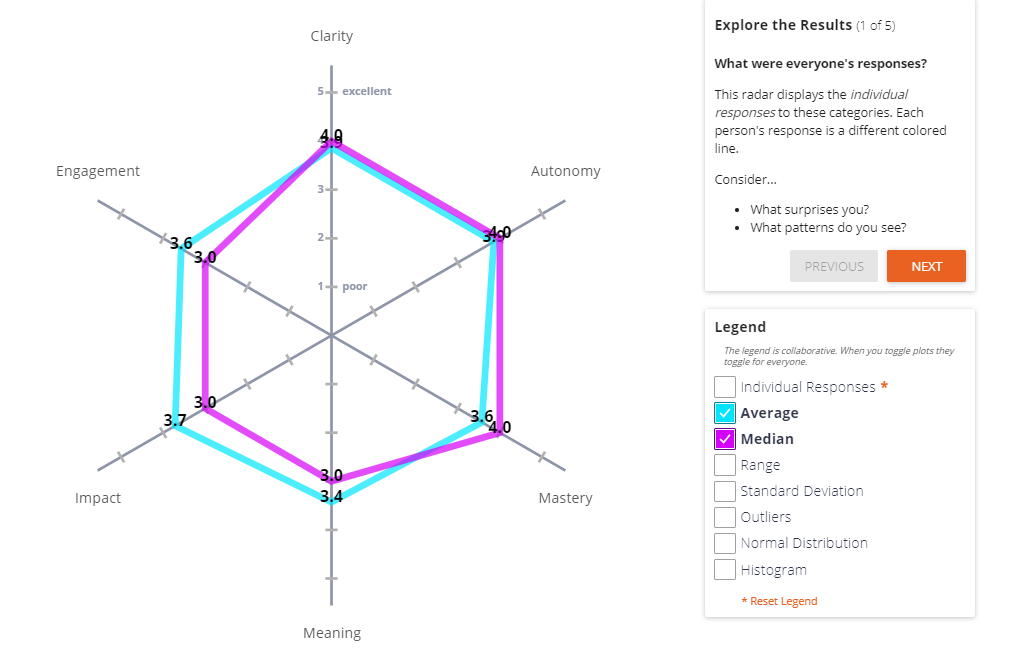 Clarity
5
excellent
4.0
3.9
Engagement
Autonomy
3
3.6
4.0
3.9
3.0
2
1
poor
3.0
3.7
3.6
4.0
3.0
3.4
Impact
Mastery
Meaning
Explore the Results (1 of 5)
What were everyone's responses?
This radar displays the individual
responses to these categories. Each
person's response is a different colored
line.
Consider...
• What surprises you?
• What patterns do you see?
PREVIOUS
NEXT
Legend
The legend is collaborative. When you toggle plots they
toggle for everyone.
Individual Responses *
Average
Median
Range
Standard Deviation
Outliers
Normal Distribution
Histogram
* Reset Legend